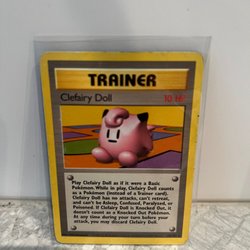 TRAINER
Clefairy Doll
10 HP
Play Clefairy Doll as if it were a Basic
Pokémon. While in play, Clefairy Doll counts
as a Pokémon (instead of a Trainer card).
Clefairy Doll has no attacks, can't retreat,
and can't be Asleep, Confused, Paralyzed, or
Poisoned. If Clefairy Doll is Knocked Out, it
doesn't count as a Knocked Out Pokémon. At
any time during your turn before your
attack, you may discard Clefairy Doll.